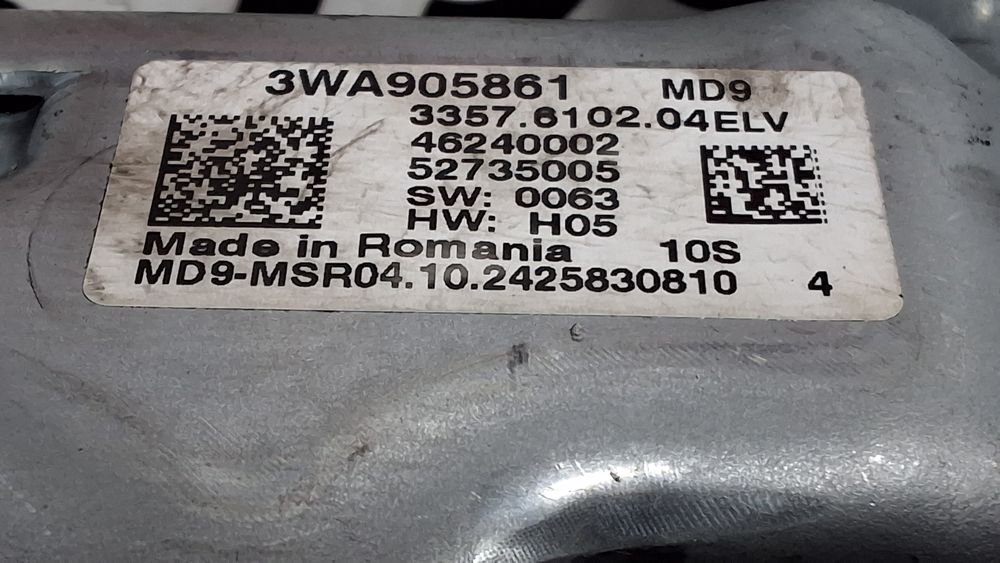 3WA905861 MD9
3357.6102.04ELV
46240002
52735005
SW: 0063
HW: H05
Made in Romania 10S
MD9-MSR04.10.2425830810 4